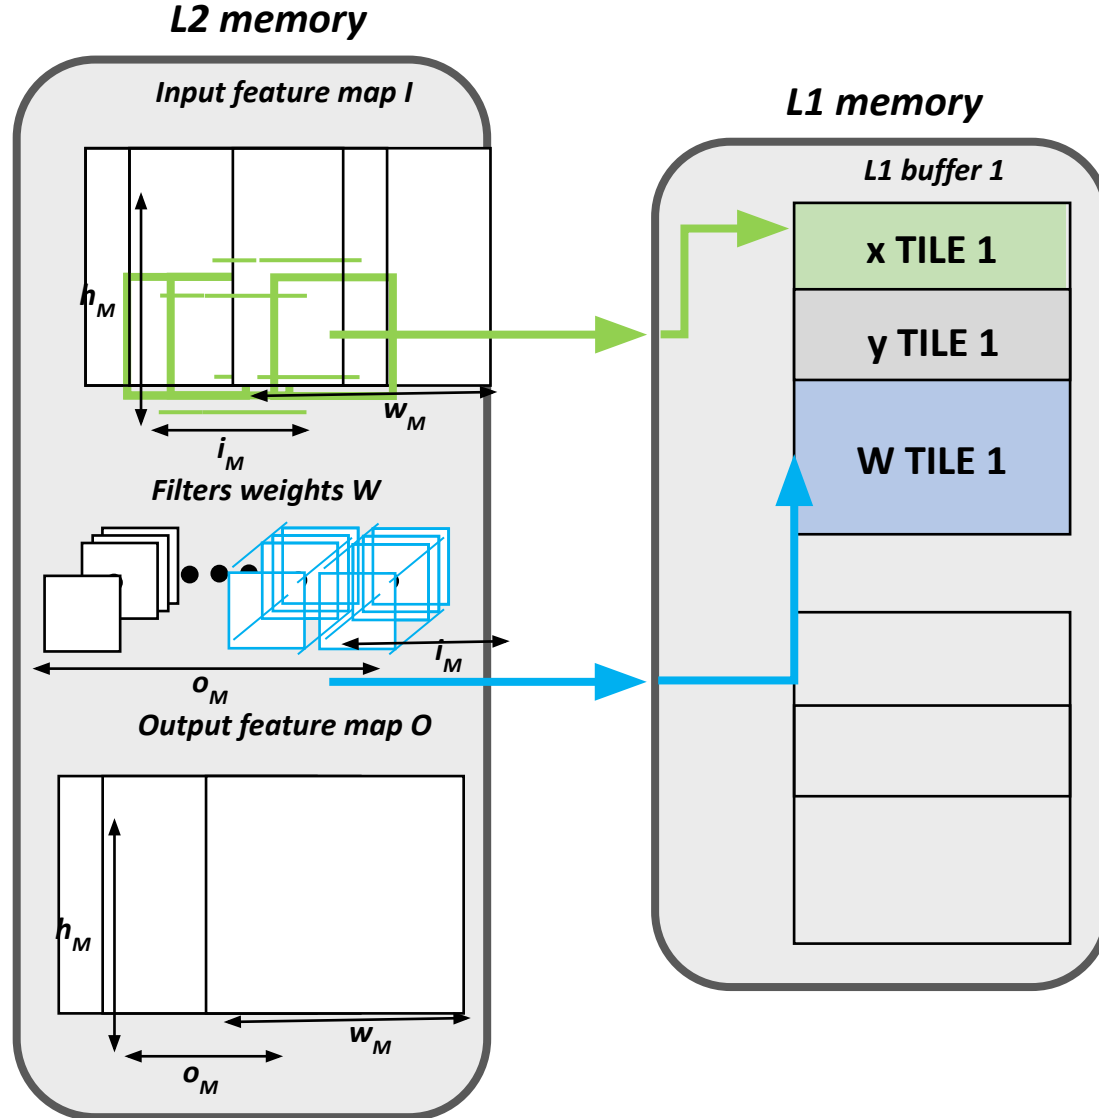 L2 memory
Input feature map I
h_M
w_M
i_M
Filters weights W
i_M
o_M
Output feature map O
h_M
w_M
o_M
L1 memory
L1 buffer 1
x TILE 1
y TILE 1
W TILE 1